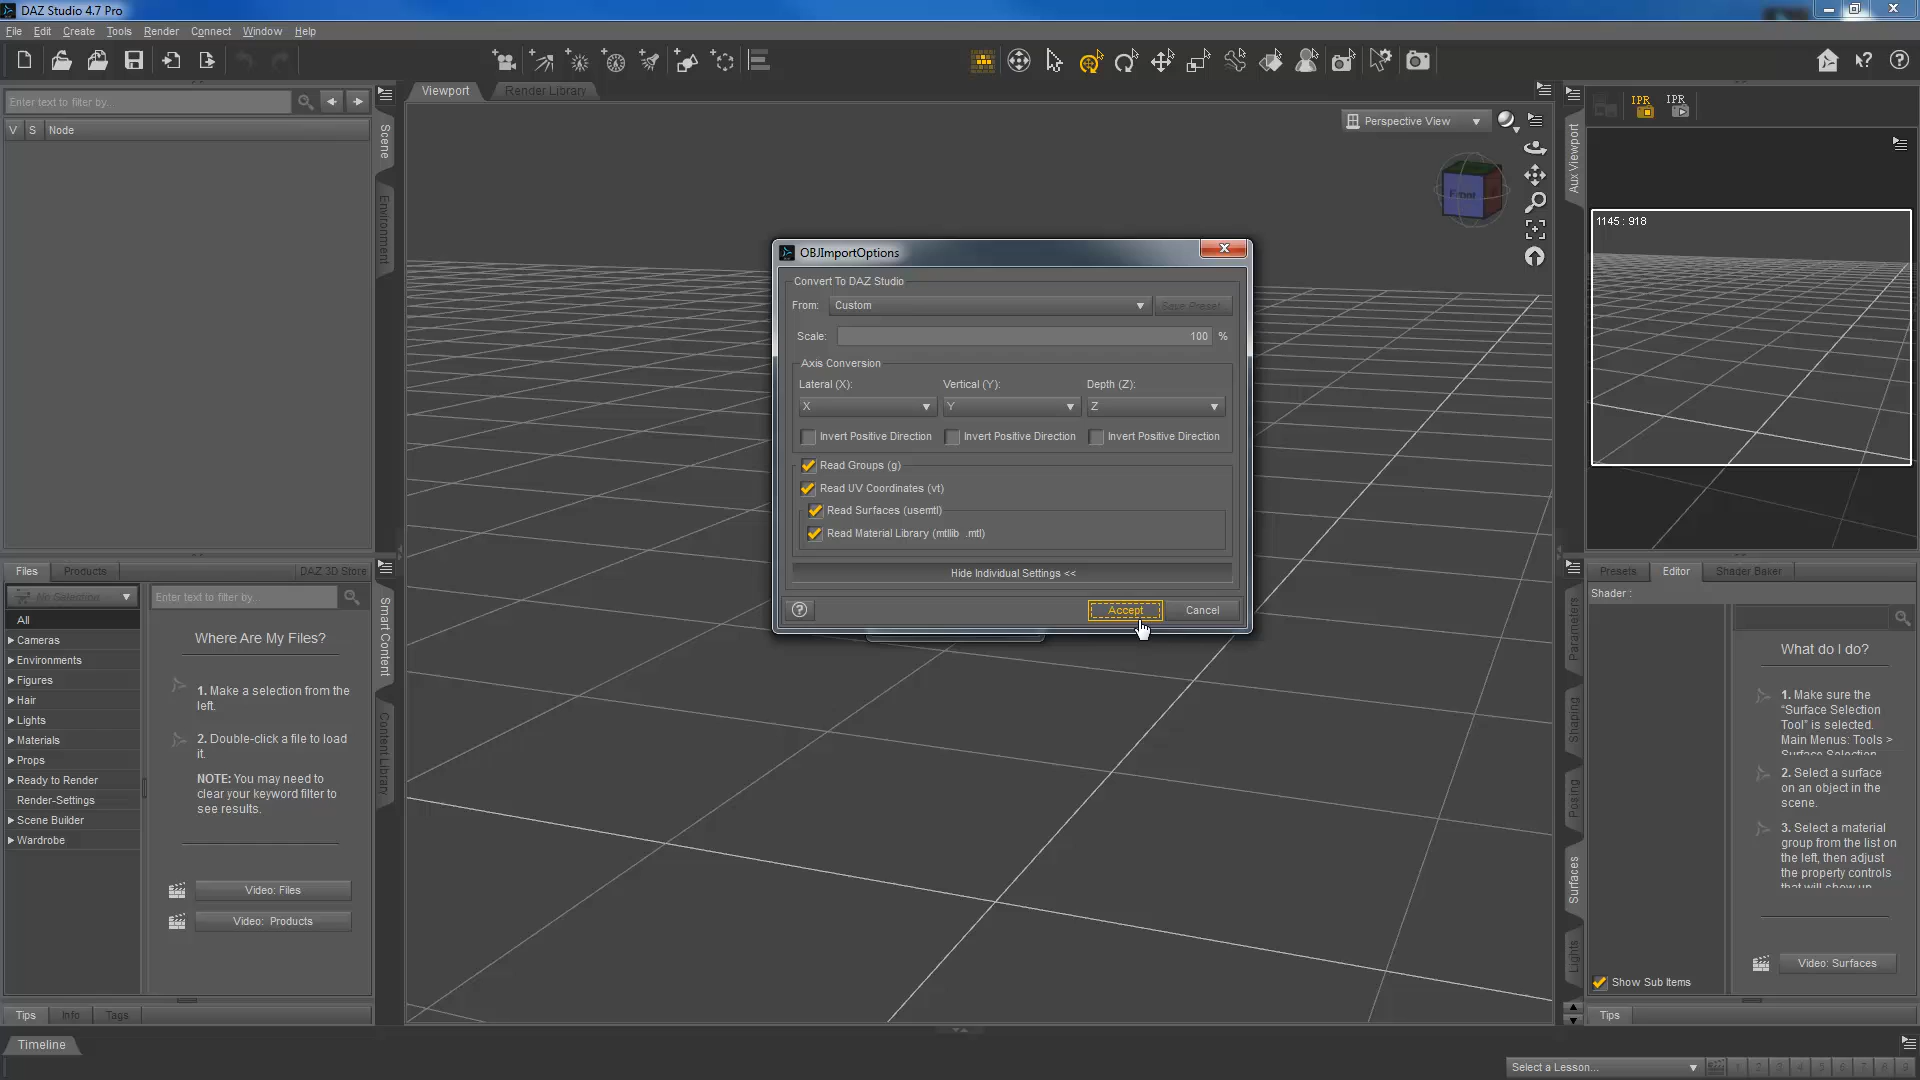 DAZ Studio 4.7 Pro
File Edit Create Tools Render Connect Window Help
Enter text to filter by...
V S Node
Scene
Environment
Viewport Render Library
Perspective View
Front
IPR IPR
Aux Viewport
1145 : 918
OBJImportOptions
Convert To DAZ Studio
From: Custom Save Preset...
Scale: 100 %
Axis Conversion
Lateral (X): Vertical (Y): Depth (Z):
X Y Z
Invert Positive Direction Invert Positive Direction Invert Positive Direction
Read Groups (g)
Read UV Coordinates (vt)
Read Surfaces (usemtl)
Read Material Library (mtllib .mtl)
Hide Individual Settings <<
Accept Cancel
Files Products DAZ 3D Store
No Selection
Enter text to filter by...
All
Cameras
Environments
Figures
Hair
Lights
Materials
Props
Ready to Render
Render-Settings
Scene Builder
Wardrobe
Where Are My Files?
1. Make a selection from the
left.
2. Double-click a file to load
it.
NOTE: You may need to
clear your keyword filter to
see results.
Video: Files
Video: Products
Smart Content
Content Library
Tips Info Tags
Timeline
Parameters
Shaping
Posing
Surfaces
Lights
Presets Editor Shader Baker
Shader :
What do I do?
1. Make sure the
“Surface Selection
Tool” is selected.
Main Menus: Tools >
Surface Selection
2. Select a surface
on an object in the
scene.
3. Select a material
group from the list on
the left, then adjust
the property controls
that will show up
Video: Surfaces
Show Sub Items
Tips
Select a Lesson...
1 2 3 4 5 6 7 8 9